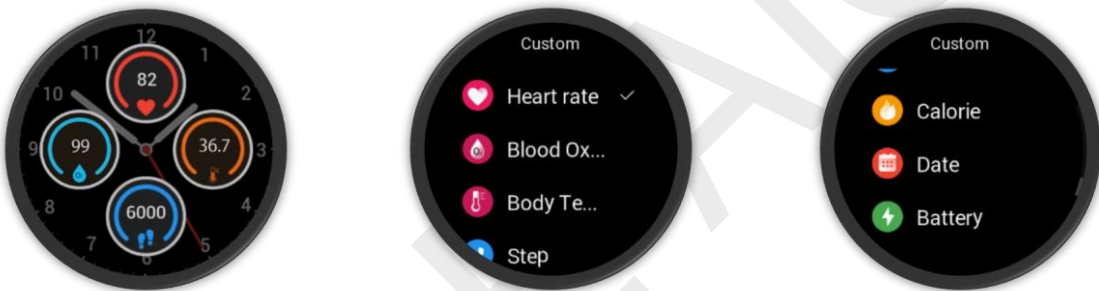 12
11
1
82
10
2
9
99
36.7
3
8
6000
4
7
5
6
Custom
Heart rate
Blood Ox...
Body Te...
Step
Custom
Calorie
Date
Battery